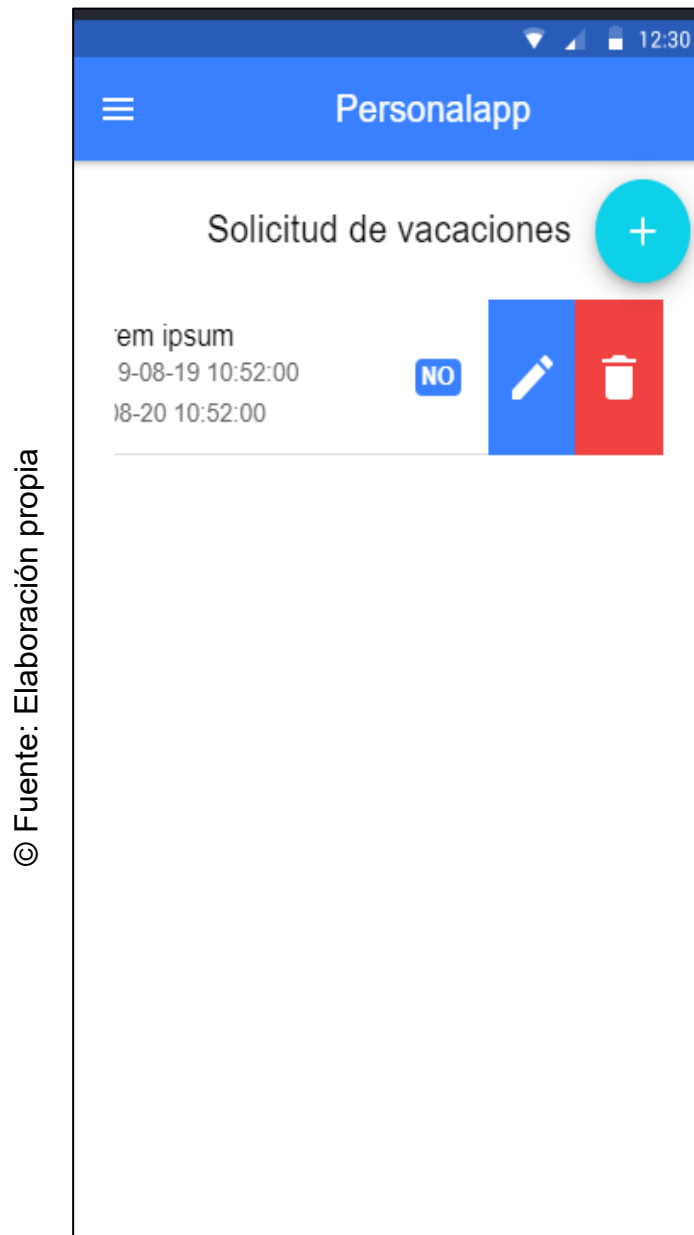 12:30
Personalapp
Solicitud de vacaciones
rem ipsum
9-08-19 10:52:00
NO
08-20 10:52:00
© Fuente: Elaboración propia